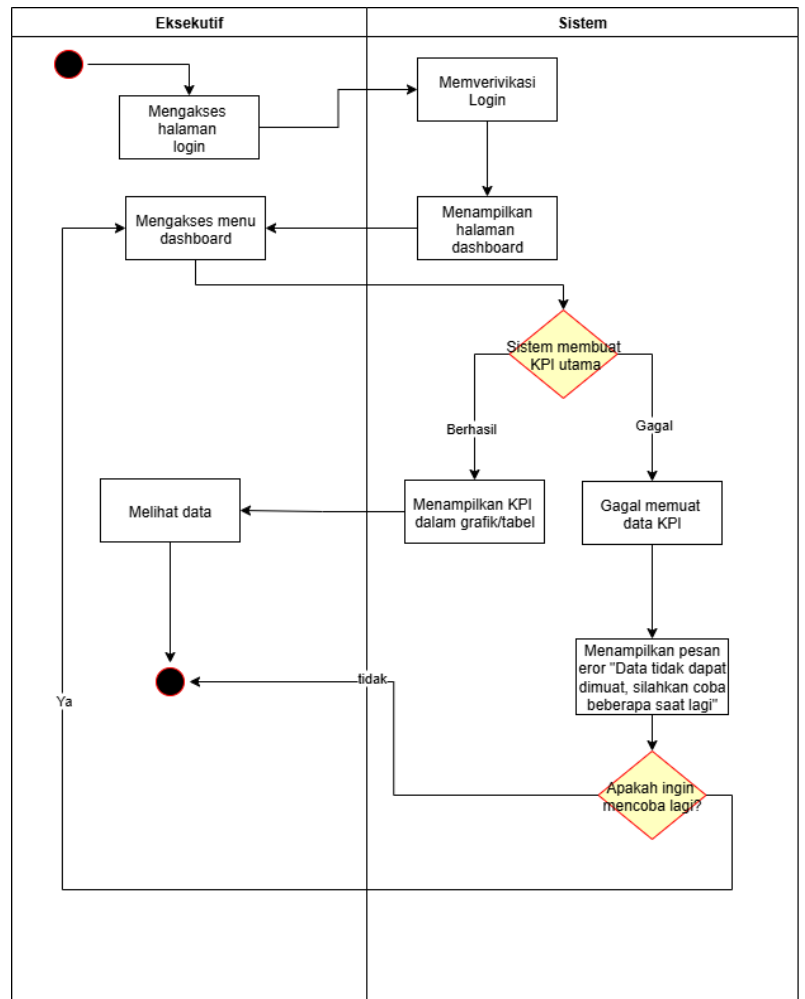 Eksekutif
Sistem
Mengakses
halaman
login
Memverivikasi
Login
Mengakses menu
dashboard
Menampilkan
halaman
dashboard
Sistem membuat
KPI utama
Berhasil
Gagal
Melihat data
Menampilkan KPI
dalam grafik/tabel
Gagal memuat
data KPI
Menampilkan pesan
eror "Data tidak dapat
dimuat, silahkan coba
beberapa saat lagi"
tidak
Ya
Apakah ingin
mencoba lagi?